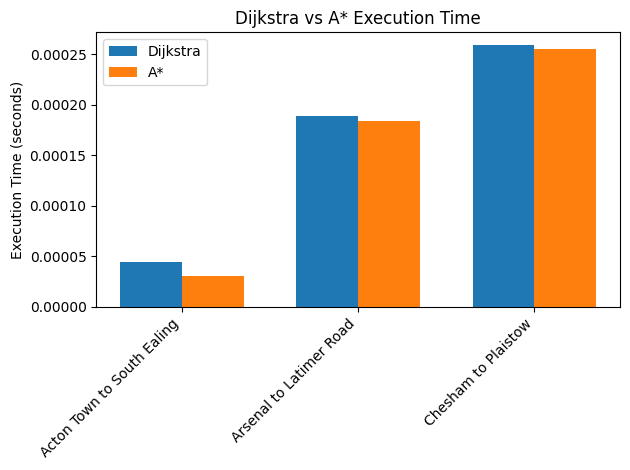 Dijkstra vs A* Execution Time
Dijkstra
A*
Execution Time (seconds)
0.00025
0.00020
0.00015
0.00010
0.00005
0.00000
Acton Town to South Ealing
Arsenal to Latimer Road
Chesham to Plaistow